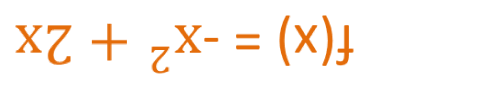 f(x) = -x² + 2x